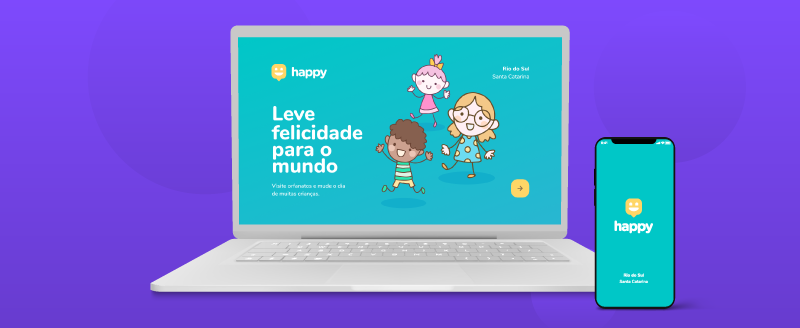 happy
Rio do Sul
Santa Catarina
Leve
felicidade
para o
mundo
Visite orfanatos e mude o dia
de muitas crianças.
happy
Rio do Sul
Santa Catarina